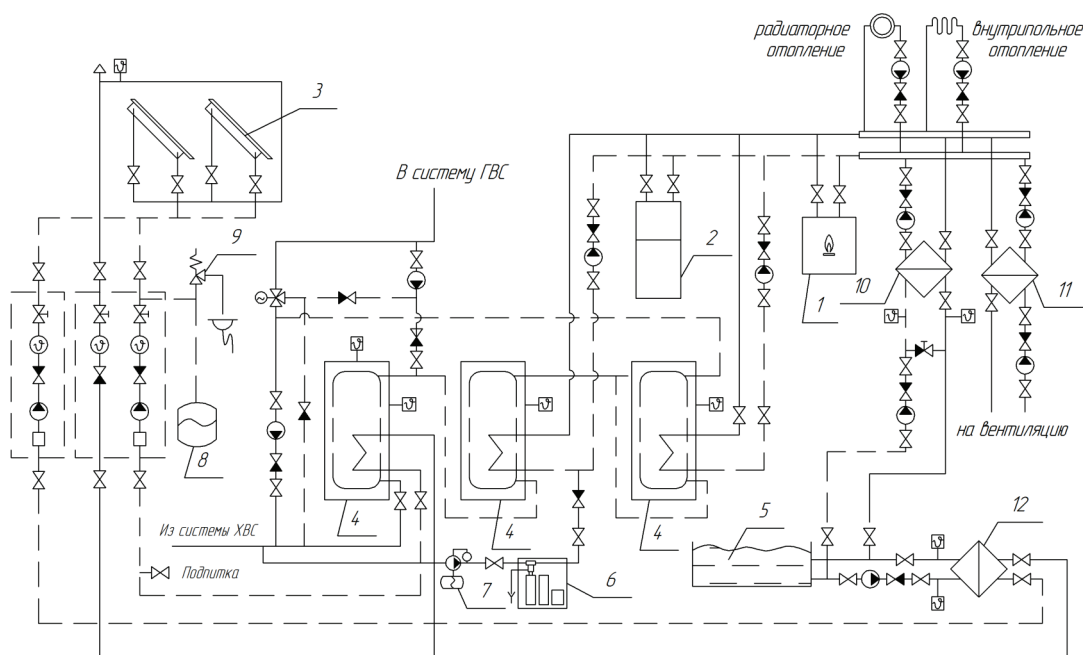 радиаторное
отопление
внутрипольное
отопление
3
В систему ГВС
9
2
1
10
11
8
4
4
4
на вентиляцию
Из системы ХВС
5
12
Подпитка
7
6